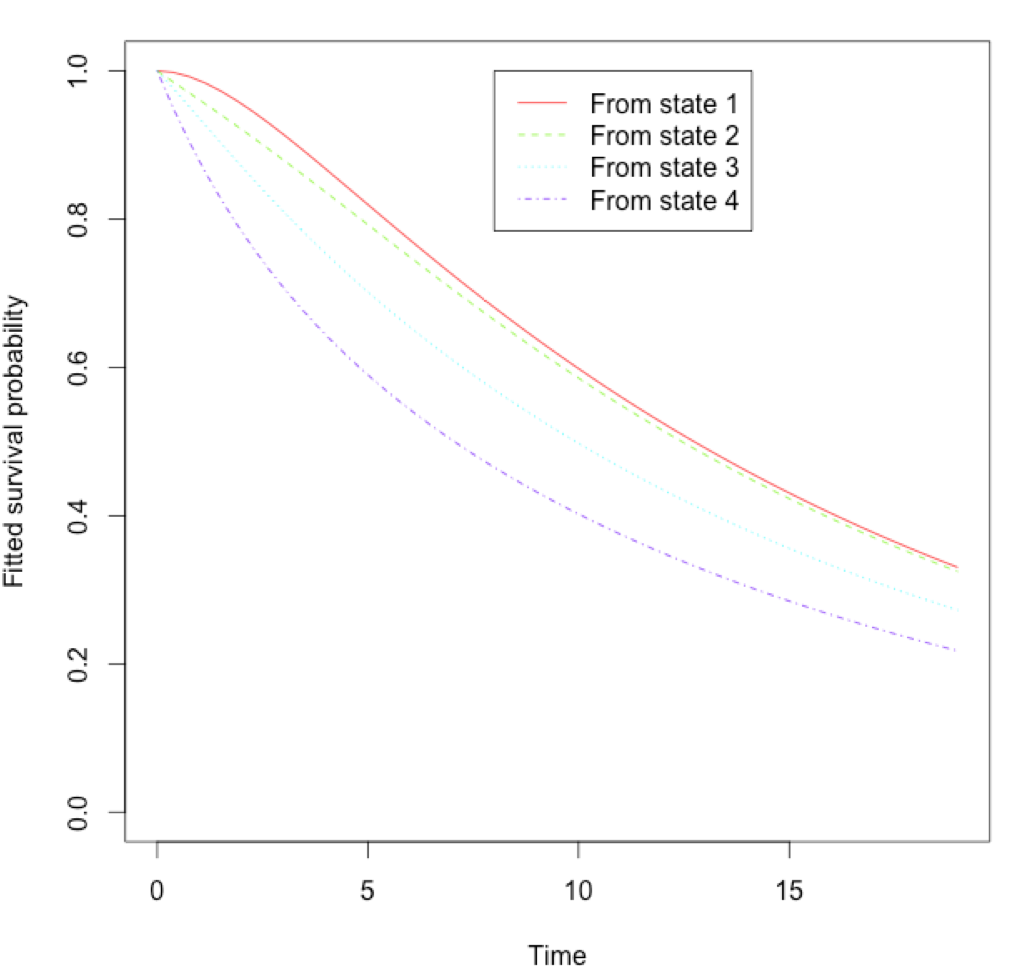 Fitted survival probability
1.0
0.8
0.6
0.4
0.2
0.0
From state 1
From state 2
From state 3
From state 4
0 5 10 15
Time